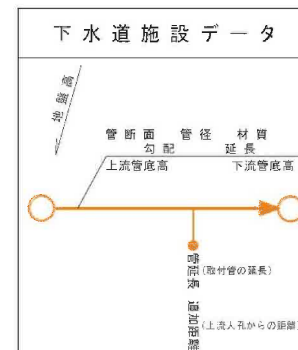 下水道施設データ
地盤高
管断面 管径 材質
勾配 延長
上流管底高 下流管底高
管延長 (取付管の延長)
追加距離 (上流人孔からの距離)